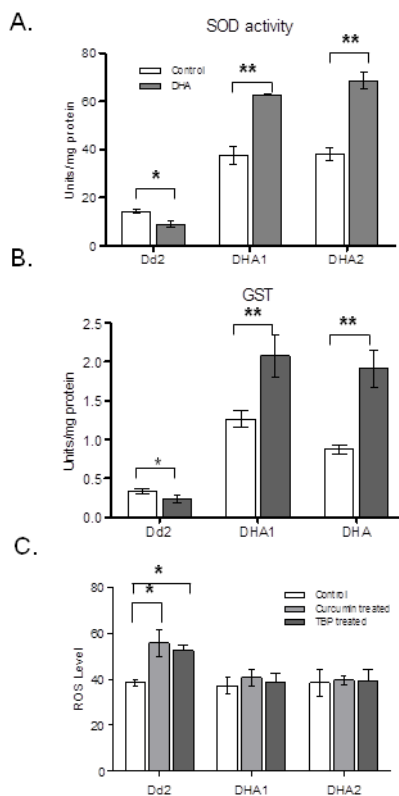 A.
SOD activity
Units/mg protein
80
60
40
20
0
Control
DHA
*
**
**
Dd2
DHA1
DHA2
B.
GST
Units/mg protein
2.5
2.0
1.5
1.0
0.5
0.0
*
**
**
Dd2
DHA1
DHA
C.
ROS Level
80
60
40
20
0
Control
Curcumin treated
TBP treated
*
*
Dd2
DHA1
DHA2